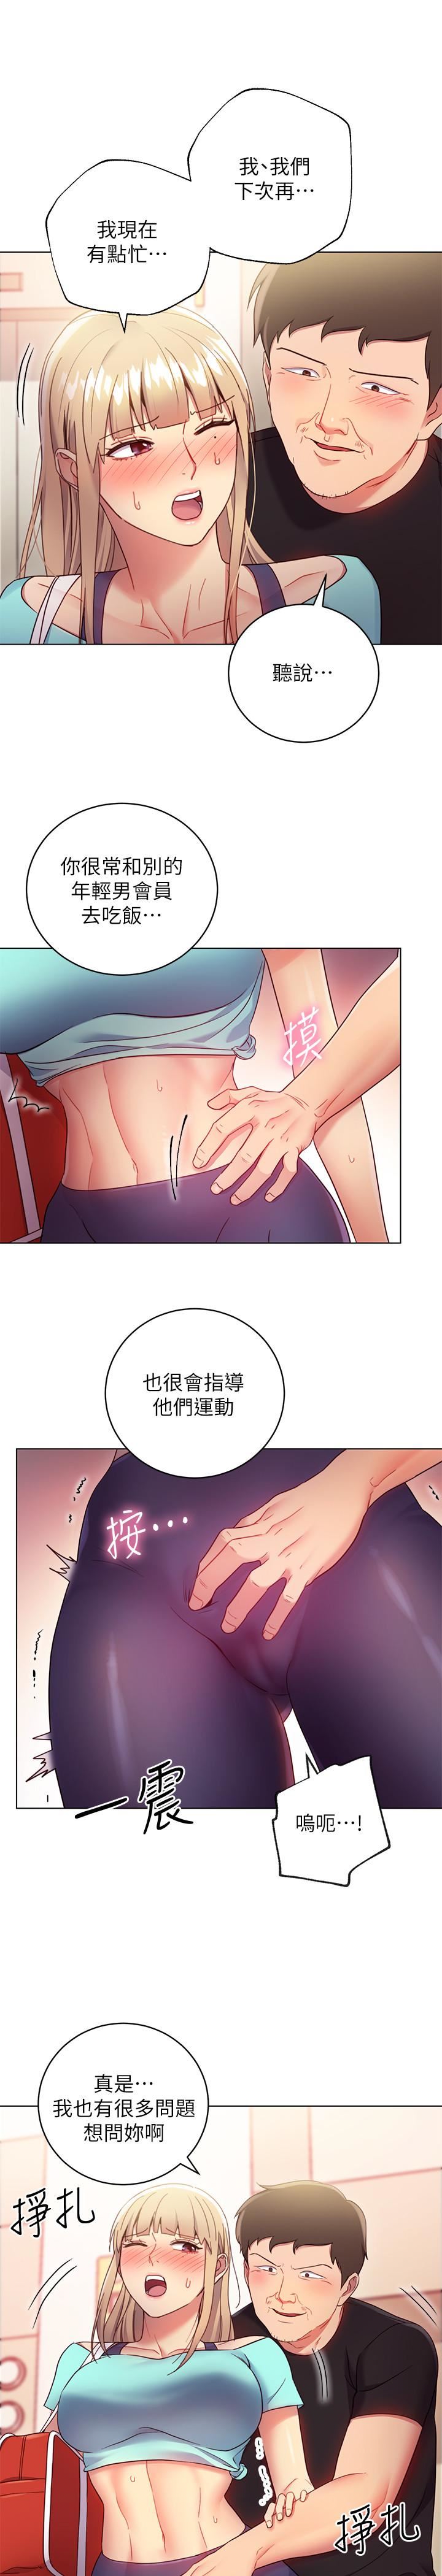 我、我們
下次再…
我現在
有點忙…
聽說…
你很常和別的
年輕男會員
去吃飯…
摸
也很會指導
他們運動
按…
一震
嗚呃…!
真是…
我也有很多問題
想問妳啊
掙扎
掙扎